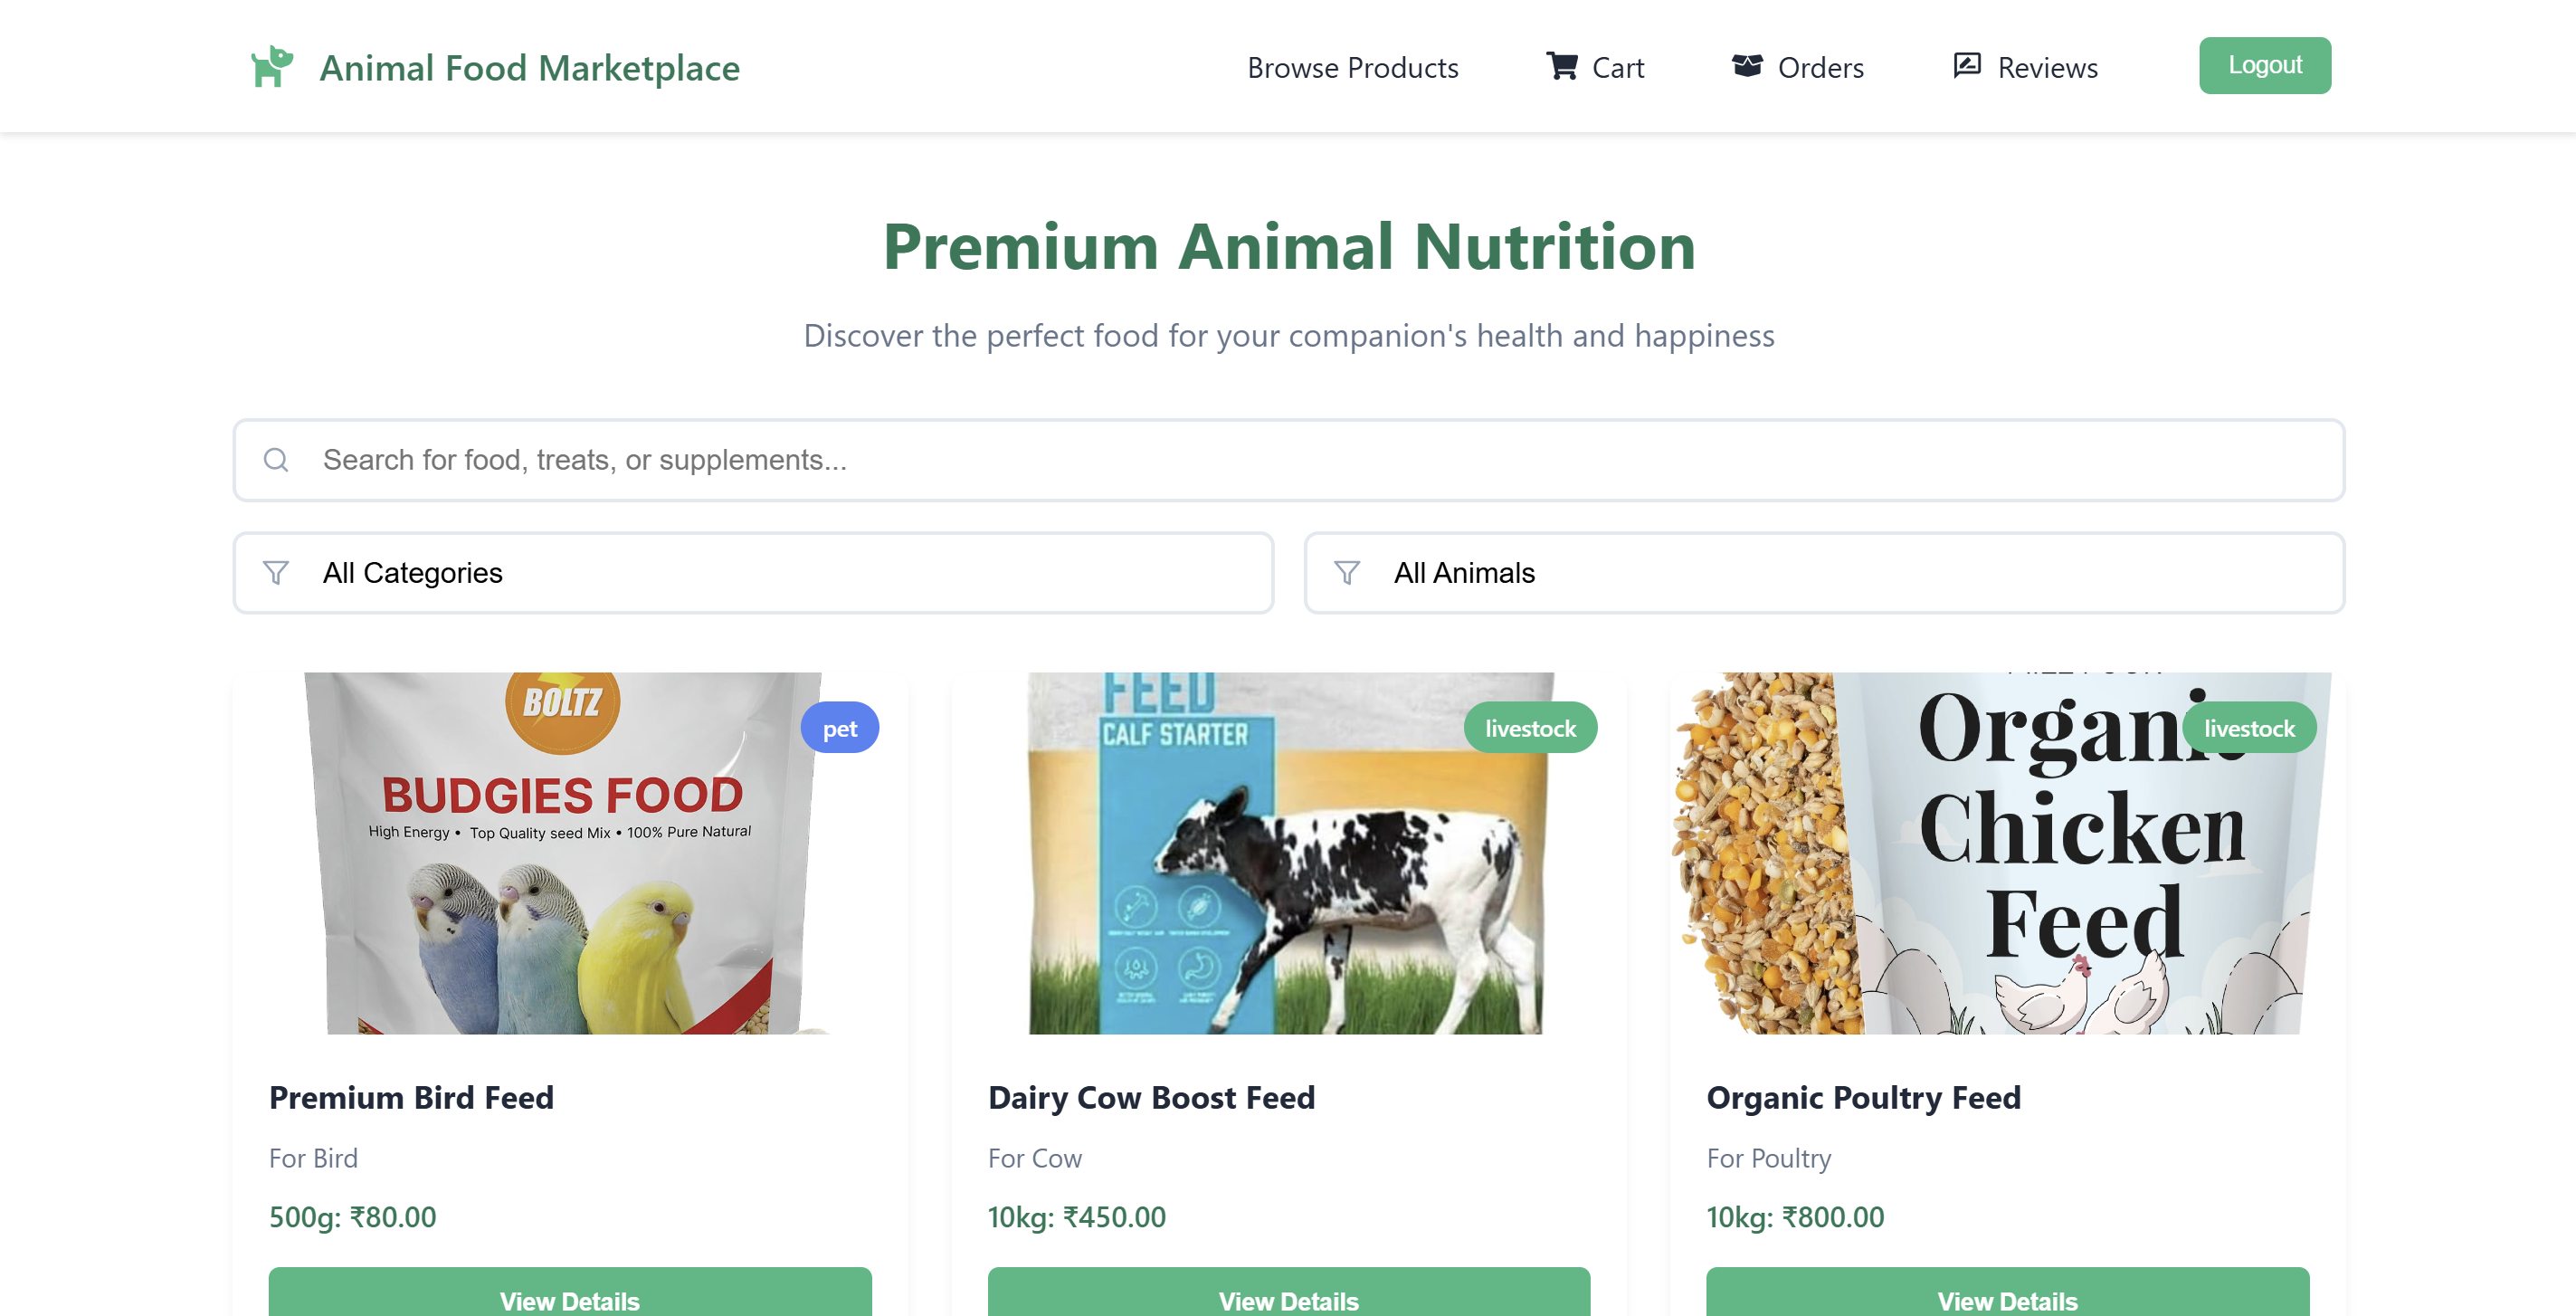 Animal Food Marketplace
Browse Products
Cart
Orders
Reviews
Logout
Premium Animal Nutrition
Discover the perfect food for your companion's health and happiness
Search for food, treats, or supplements...
All Categories
All Animals
BOLTZ
pet
BUDGIES FOOD
High Energy • Top Quality seed Mix • 100% Pure Natural
FEED
CALF STARTER
livestock
Organic
livestock
Chicken
Feed
Premium Bird Feed
For Bird
500g: ₹80.00
View Details
Dairy Cow Boost Feed
For Cow
10kg: ₹450.00
View Details
Organic Poultry Feed
For Poultry
10kg: ₹800.00
View Details